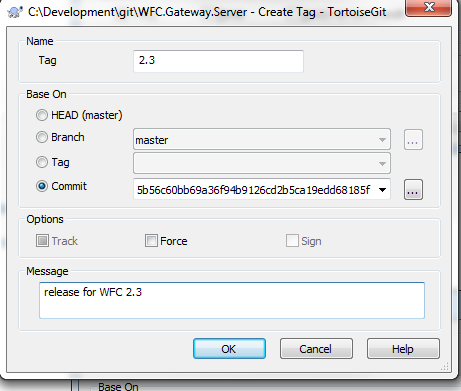 C:\Development\git\WFC.Gateway.Server - Create Tag - TortoiseGit
Name
Tag
2.3
Base On
HEAD (master)
Branch
master
...
Tag
Commit
5b56c60bb69a36f94b9126cd2b5ca19edd68185f
...
Options
Track
Force
Sign
Message
release for WFC 2.3
OK
Cancel
Help
Base On